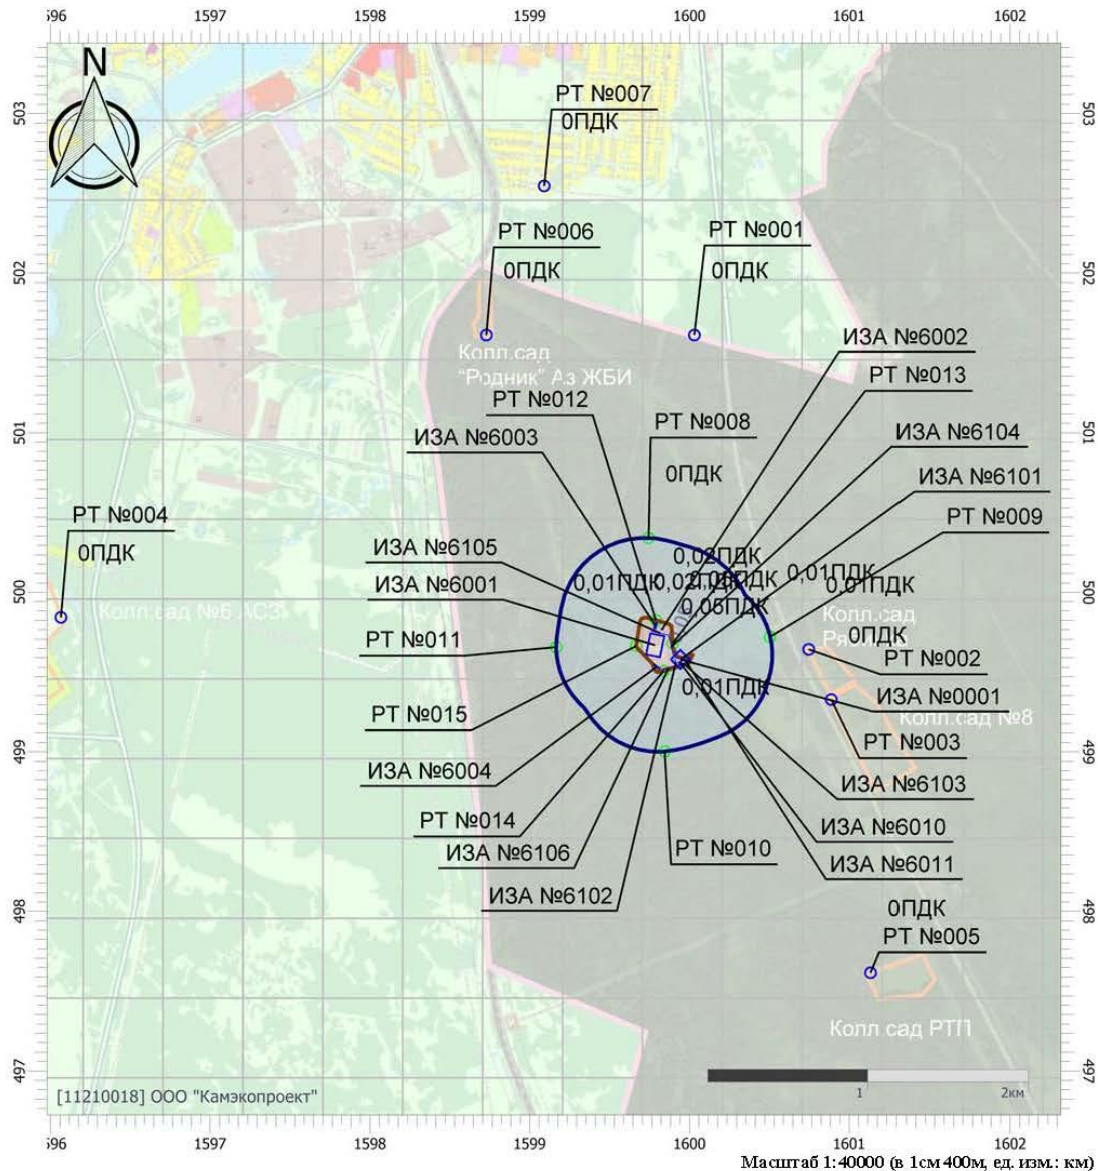 596 1597 1598 1599 1600 1601 1602
N
503 503
РТ №007
0ПДК
РТ №006
0ПДК
РТ №001
0ПДК
502 502
Колл.сад
"Родник" Аз ЖБИ
ИЗА №6002
РТ №013
РТ №012
РТ №008
ИЗА №6003
ИЗА №6104
501 501
0ПДК
ИЗА №6101
РТ №004
0ПДК
РТ №009
ИЗА №6105
ИЗА №6001
0,02ПДК
0,01ПДК
0,01ПДК
0,01ПДК
0,05ПДК
500 500
Колл.сад №6 АСЗ
Колл.сад
0ПДК
РТ №011
РТ №002
0,01ПДК
ИЗА №0001
Колл.сад №8
РТ №015
РТ №003
499 499
ИЗА №6004
ИЗА №6103
РТ №014
ИЗА №6010
ИЗА №6106
РТ №010
ИЗА №6011
ИЗА №6102
498 498
0ПДК
РТ №005
Колл сад РТП
497 497
[11210018] ООО "Камэкопроект"
1 2км
596 1597 1598 1599 1600 1601 1602
Масштаб 1:40000 (в 1см 400м, ед. изм.: км)